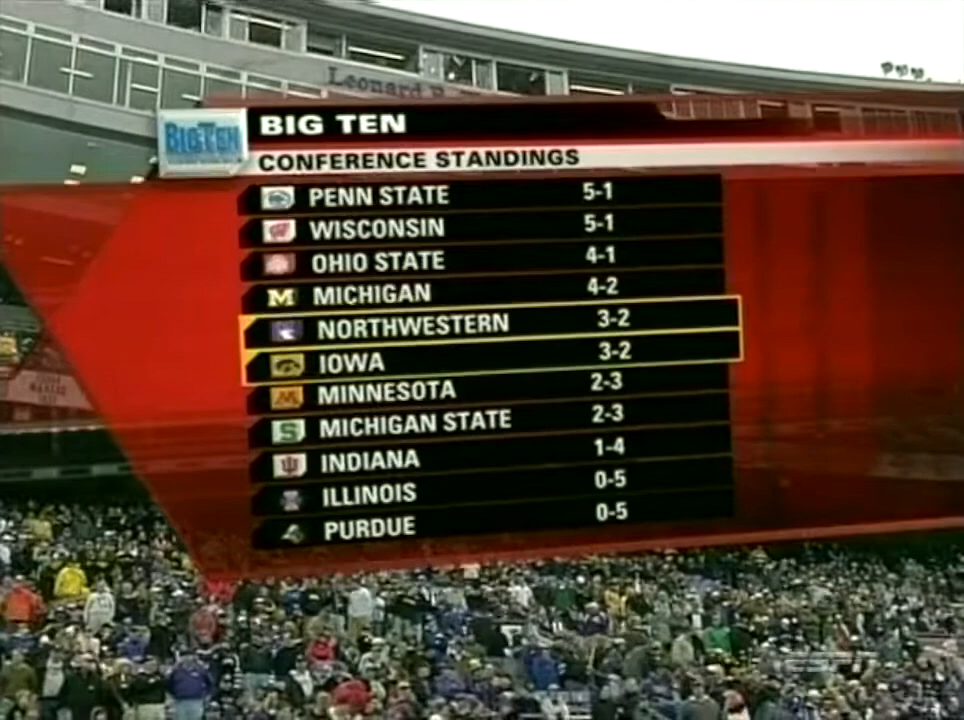 Leonard
BIG TEN
BIG TEN
CONFERENCE STANDINGS
PENN STATE 5-1
WISCONSIN 5-1
OHIO STATE 4-1
M MICHIGAN 4-2
NORTHWESTERN 3-2
IOWA 3-2
M MINNESOTA 2-3
S MICHIGAN STATE 2-3
INDIANA 1-4
ILLINOIS 0-5
PURDUE 0-5
ESPN